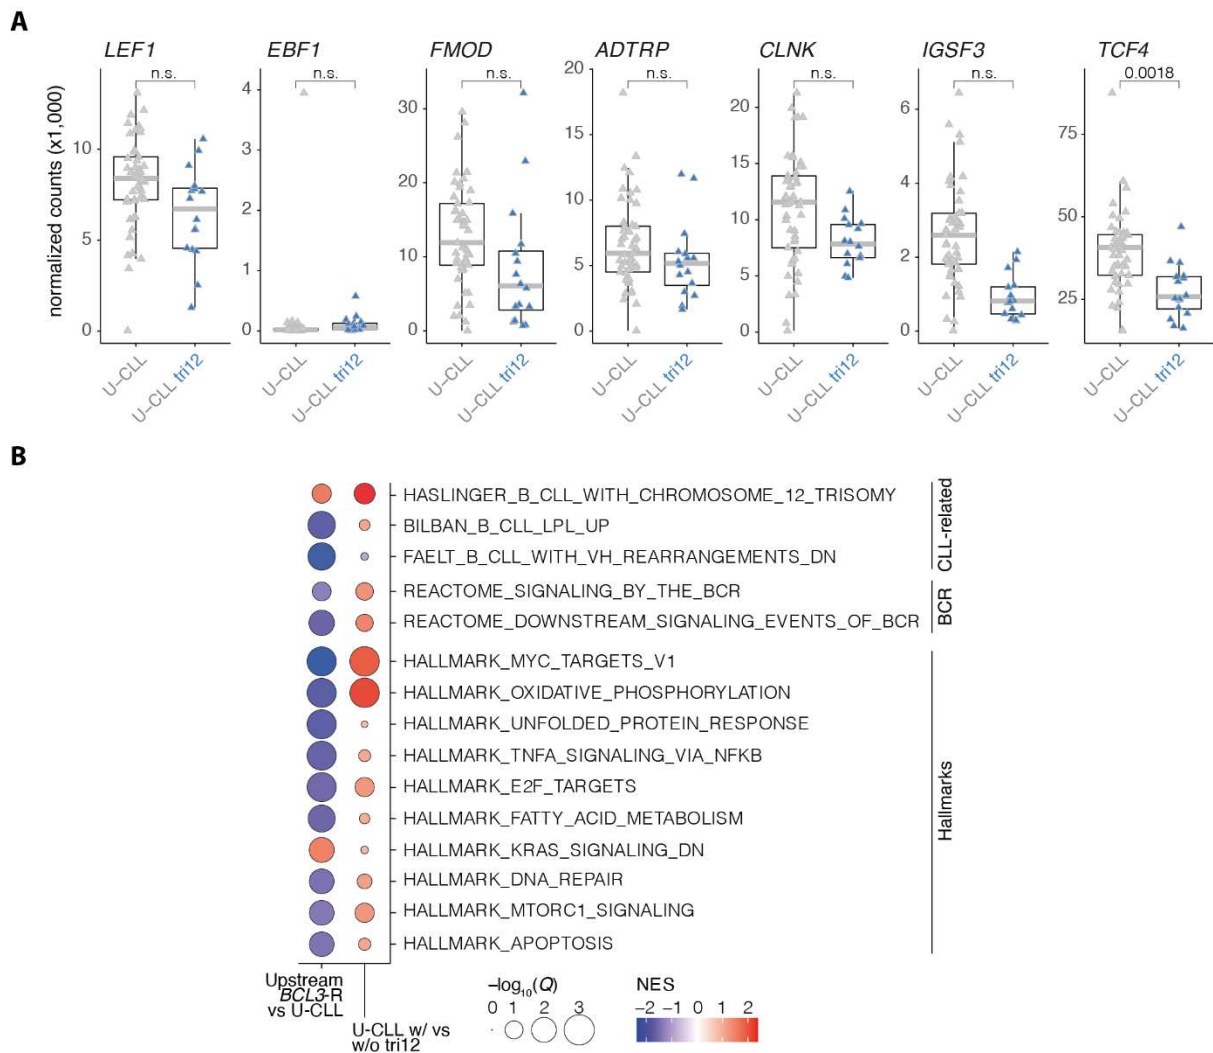 A
LEF1 EBF1 FMOD ADTRP CLNK IGSF3 TCF4
n.s. n.s. n.s. n.s. n.s. n.s. 0.0018
normalized counts (x1,000)
10
5
0
4
3
2
1
0
30
20
10
0
20
15
10
5
0
20
15
10
5
0
6
4
2
0
75
50
25
U-CLL
U-CLL tri12
U-CLL
U-CLL tri12
U-CLL
U-CLL tri12
U-CLL
U-CLL tri12
U-CLL
U-CLL tri12
U-CLL
U-CLL tri12
U-CLL
U-CLL tri12
B
HASLINGER_B_CLL_WITH_CHROMOSOME_12_TRISOMY
BILBAN_B_CLL_LPL_UP
FAELT_B_CLL_WITH_VH_REARRANGEMENTS_DN
CLL-related
REACTOME_SIGNALING_BY_THE_BCR
REACTOME_DOWNSTREAM_SIGNALING_EVENTS_OF_BCR
BCR
HALLMARK_MYC_TARGETS_V1
HALLMARK_OXIDATIVE_PHOSPHORYLATION
HALLMARK_UNFOLDED_PROTEIN_RESPONSE
HALLMARK_TNFA_SIGNALING_VIA_NFKB
HALLMARK_E2F_TARGETS
HALLMARK_FATTY_ACID_METABOLISM
HALLMARK_KRAS_SIGNALING_DN
HALLMARK_DNA_REPAIR
HALLMARK_MTORC1_SIGNALING
HALLMARK_APOPTOSIS
Hallmarks
Upstream
BCL3-R
vs U-CLL
U-CLL w/ vs
w/o tri12
–log10(Q)
0 1 2 3
NES
−2 −1 0 1 2